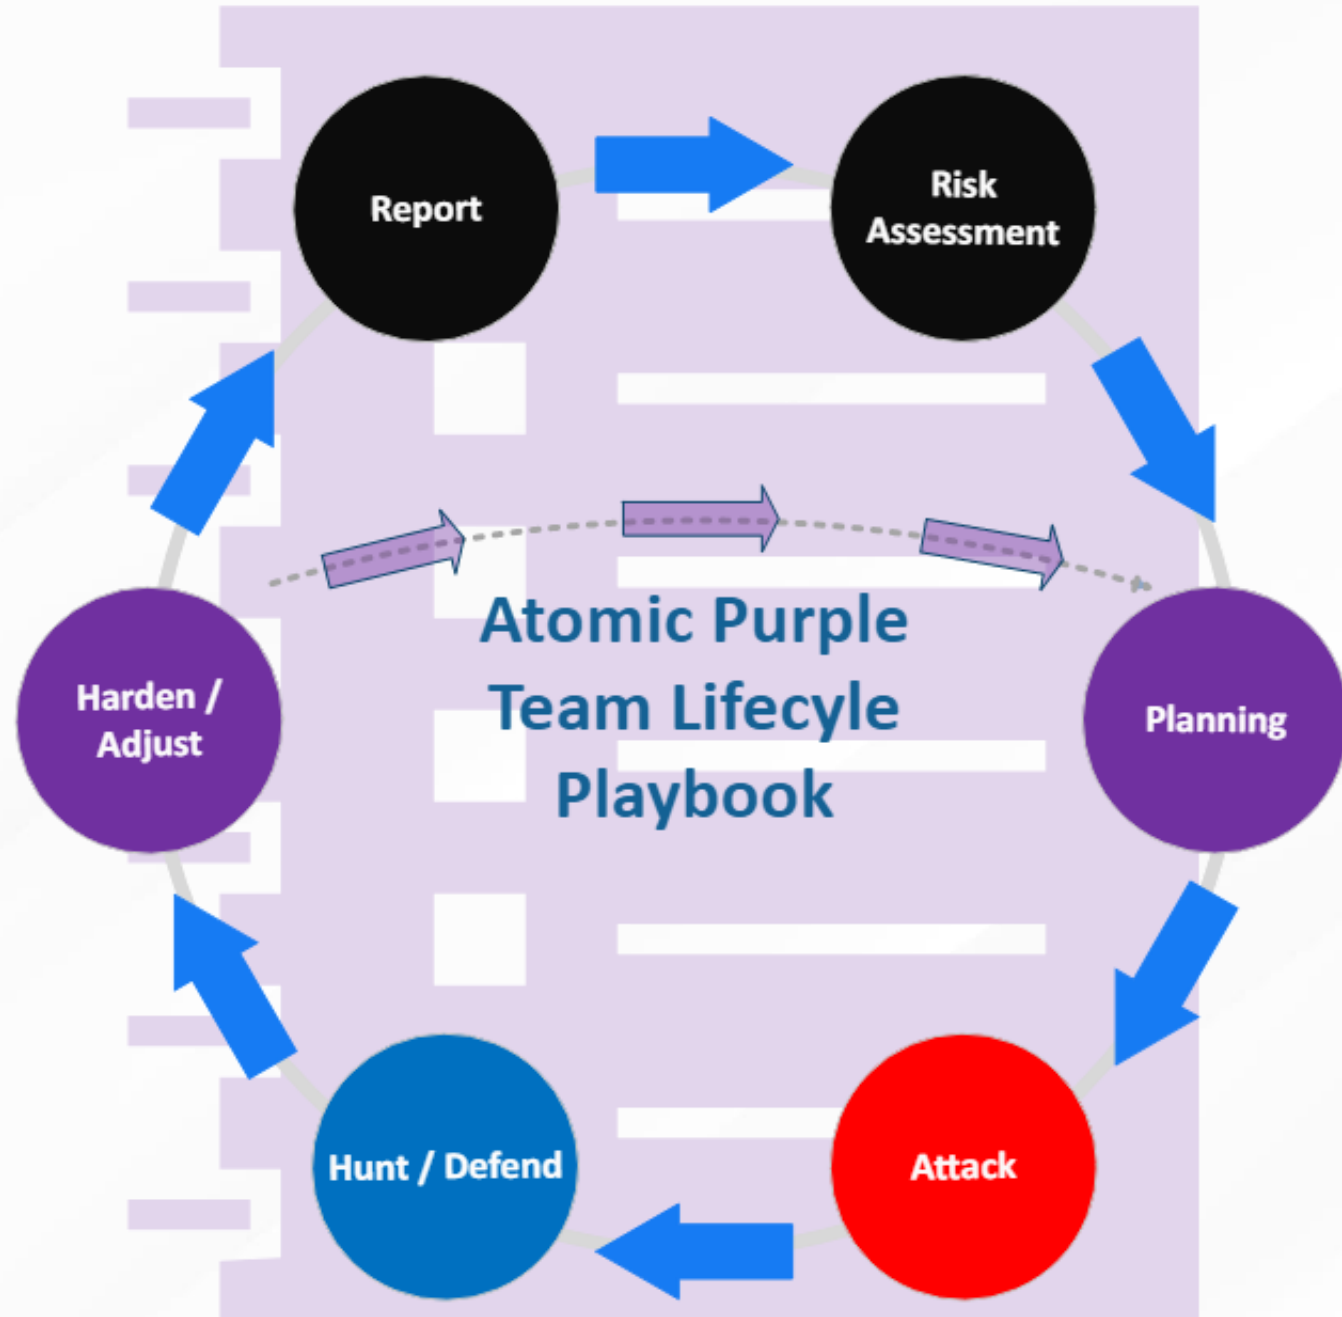 Report
Risk
Assessment
Harden /
Adjust
Atomic Purple
Team Lifecyle
Playbook
Planning
Hunt / Defend
Attack